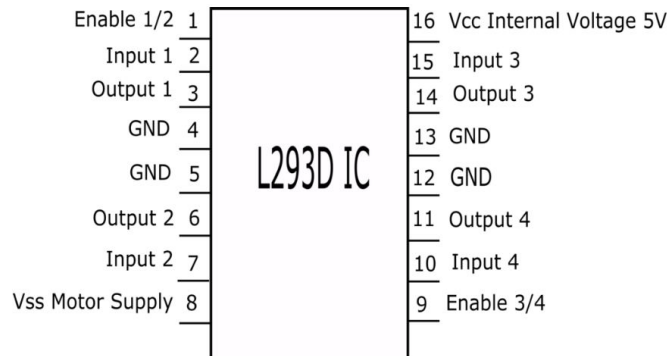 Enable 1/2 1
Input 1 2
Output 1 3
GND 4
GND 5
Output 2 6
Input 2 7
Vss Motor Supply 8
L293D IC
16 Vcc Internal Voltage 5V
15 Input 3
14 Output 3
13 GND
12 GND
11 Output 4
10 Input 4
9 Enable 3/4